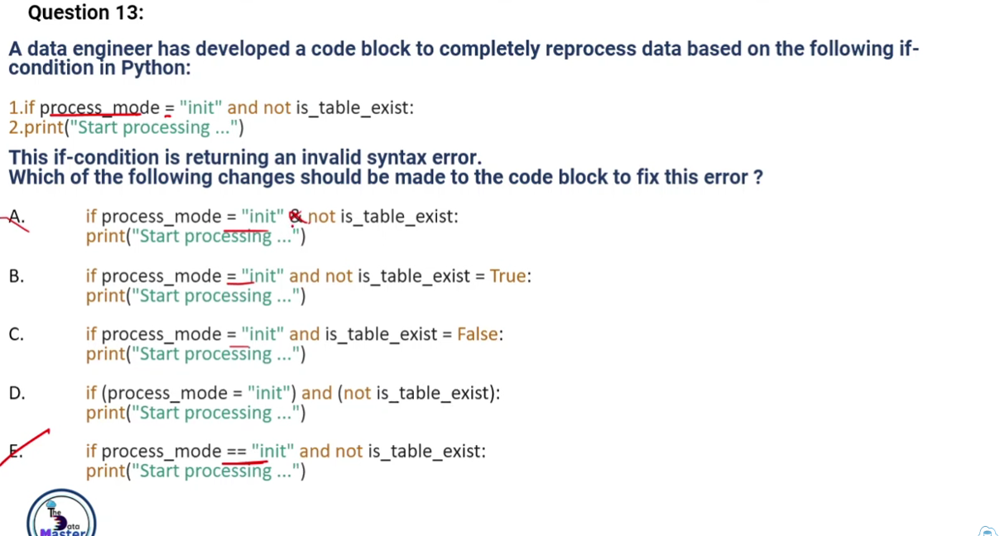 Question 13:
A data engineer has developed a code block to completely reprocess data based on the following if-
condition in Python:
1.if process_mode = "init" and not is_table_exist:
2.print("Start processing ...")
This if-condition is returning an invalid syntax error.
Which of the following changes should be made to the code block to fix this error ?
A. if process_mode = "init" & not is_table_exist:
print("Start processing ...")
B. if process_mode = "init" and not is_table_exist = True:
print("Start processing ...")
C. if process_mode = "init" and is_table_exist = False:
print("Start processing ...")
D. if (process_mode = "init") and (not is_table_exist):
print("Start processing ...")
E. if process_mode == "init" and not is_table_exist:
print("Start processing ...")
The
Data
Master